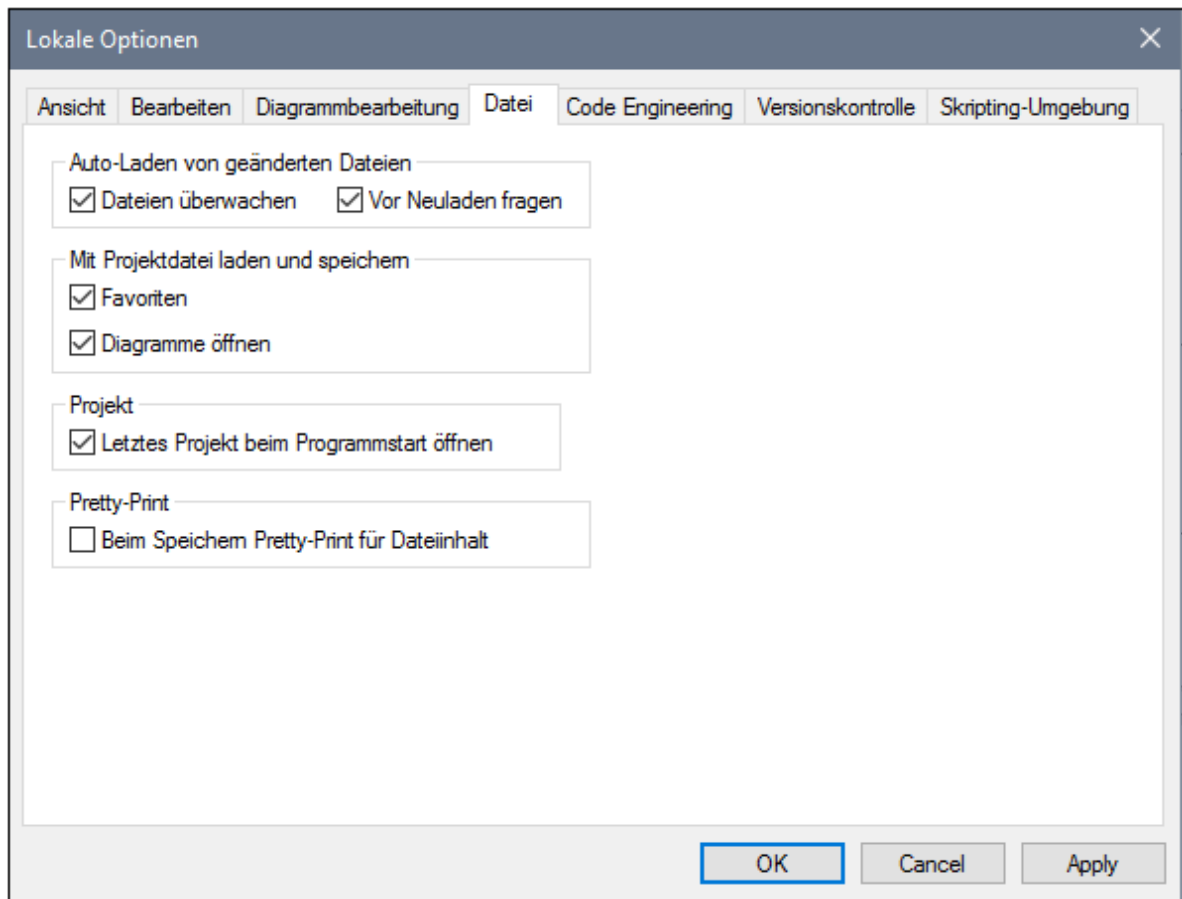 Lokale Optionen
Ansicht Bearbeiten Diagrammbearbeitung Datei Code Engineering Versionskontrolle Skripting-Umgebung
Auto-Laden von geänderten Dateien
Dateien überwachen Vor Neuladen fragen
Mit Projektdatei laden und speichern
Favoriten
Diagramme öffnen
Projekt
Letztes Projekt beim Programmstart öffnen
Pretty-Print
Beim Speichern Pretty-Print für Dateiinhalt
OK Cancel Apply